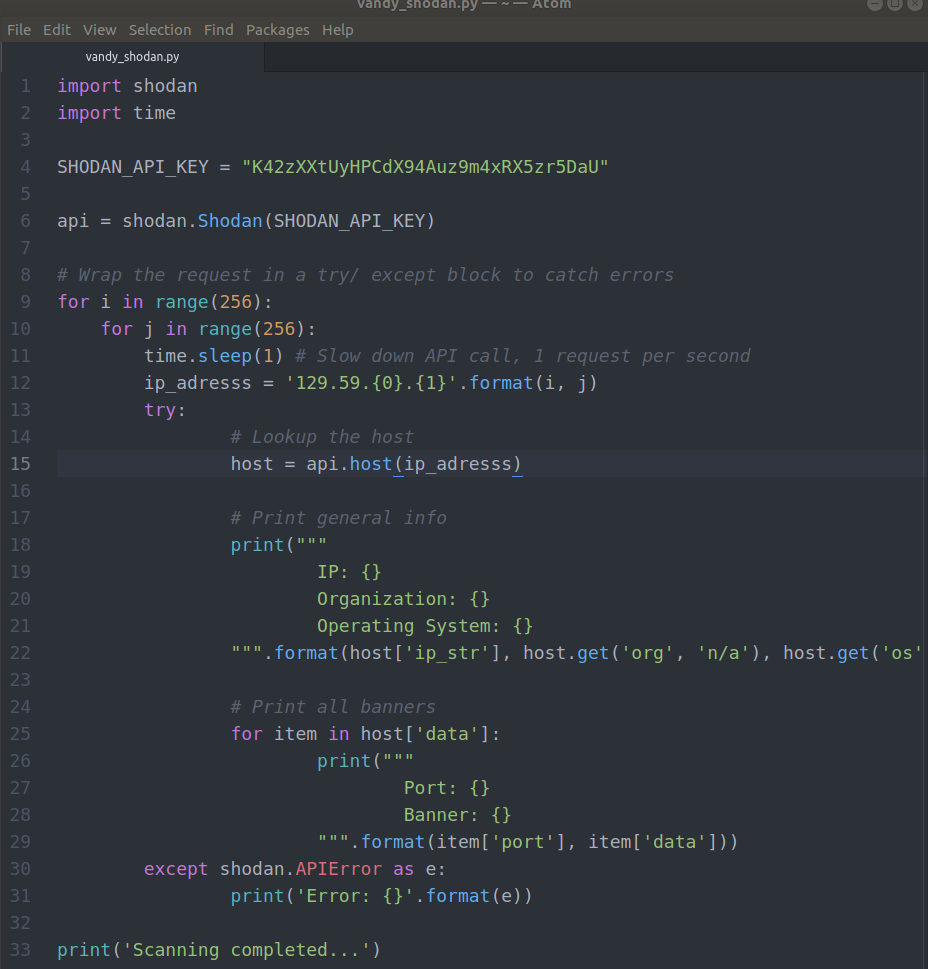 vandy_shodan.py — ~ — Atom
File Edit View Selection Find Packages Help
vandy_shodan.py
1 import shodan
2 import time
3
4 SHODAN_API_KEY = "K42zXXtUyHPCdX94Auz9m4xRX5zr5DaU"
5
6 api = shodan.Shodan(SHODAN_API_KEY)
7
8 # Wrap the request in a try/ except block to catch errors
9 for i in range(256):
10     for j in range(256):
11         time.sleep(1) # Slow down API call, 1 request per second
12         ip_adresss = '129.59.{0}.{1}'.format(i, j)
13         try:
14                 # Lookup the host
15                 host = api.host(ip_adresss)
16
17                 # Print general info
18                 print("""
19                         IP: {}
20                         Organization: {}
21                         Operating System: {}
22                 """.format(host['ip_str'], host.get('org', 'n/a'), host.get('os'
23
24                 # Print all banners
25                 for item in host['data']:
26                         print("""
27                                 Port: {}
28                                 Banner: {}
29                         """.format(item['port'], item['data']))
30         except shodan.APIError as e:
31                 print('Error: {}'.format(e))
32
33 print('Scanning completed...')